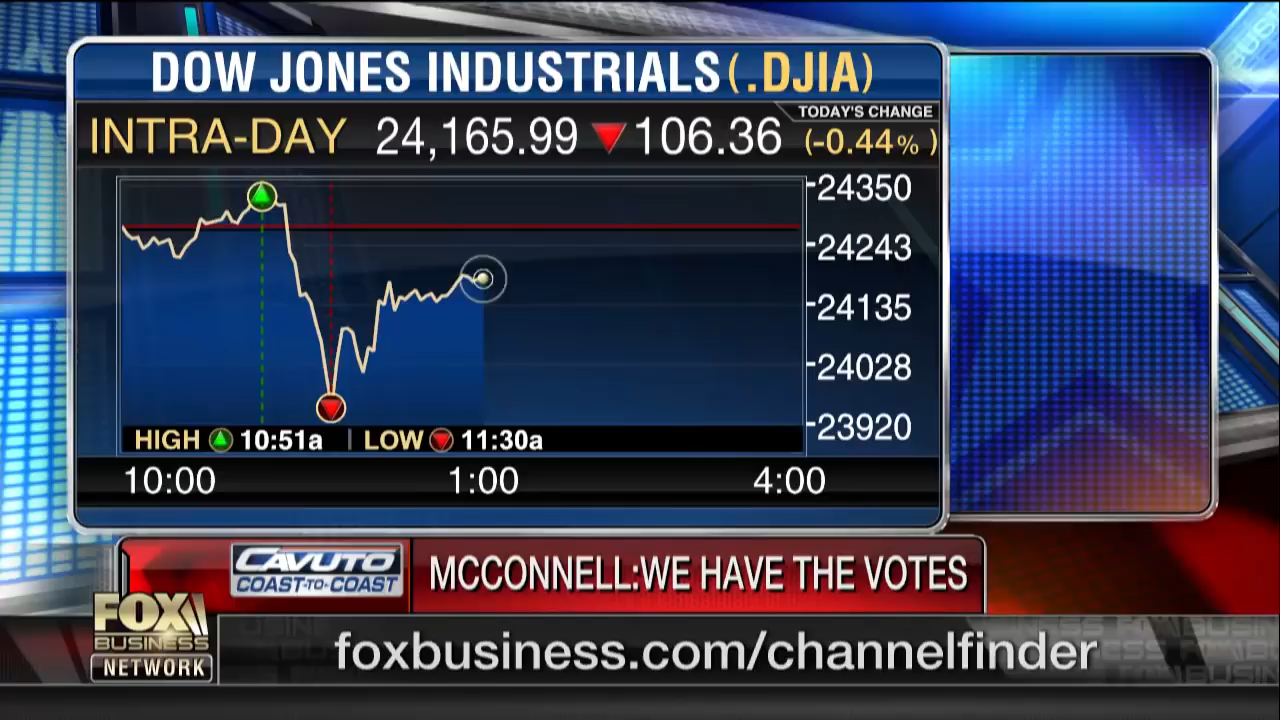 DOW JONES INDUSTRIALS (.DJIA)
TODAY'S CHANGE
INTRA-DAY 24,165.99 ▼106.36 (-0.44%)
24350
24243
24135
24028
23920
HIGH ▲ 10:51a | LOW ▼ 11:30a
10:00 1:00 4:00
CAVUTO
COAST-TO-COAST
MCCONNELL:WE HAVE THE VOTES
FOX
BUSINESS
NETWORK
foxbusiness.com/channelfinder